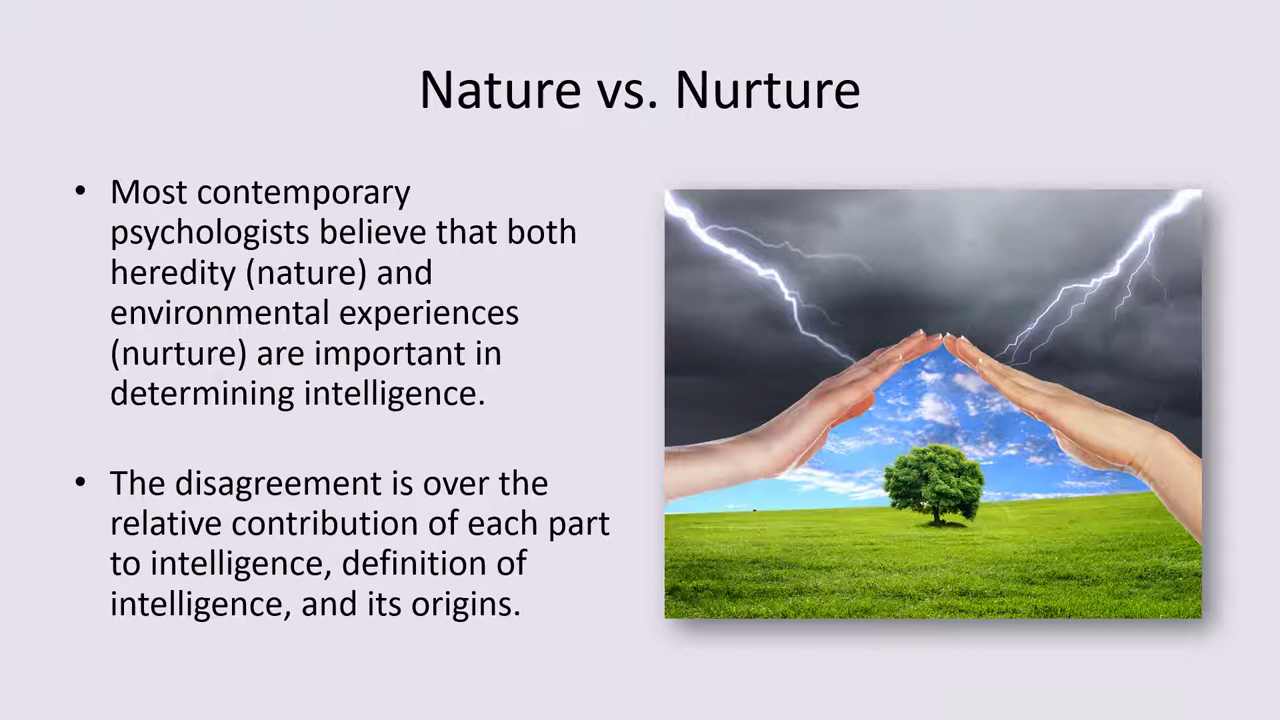 Nature vs. Nurture
• Most contemporary
psychologists believe that both
heredity (nature) and
environmental experiences
(nurture) are important in
determining intelligence.
• The disagreement is over the
relative contribution of each part
to intelligence, definition of
intelligence, and its origins.